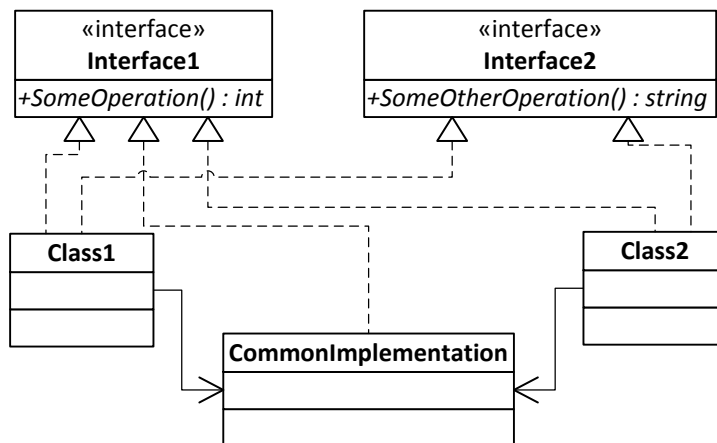 «interface»
Interface1
+SomeOperation() : int
«interface»
Interface2
+SomeOtherOperation() : string
Class1
Class2
CommonImplementation